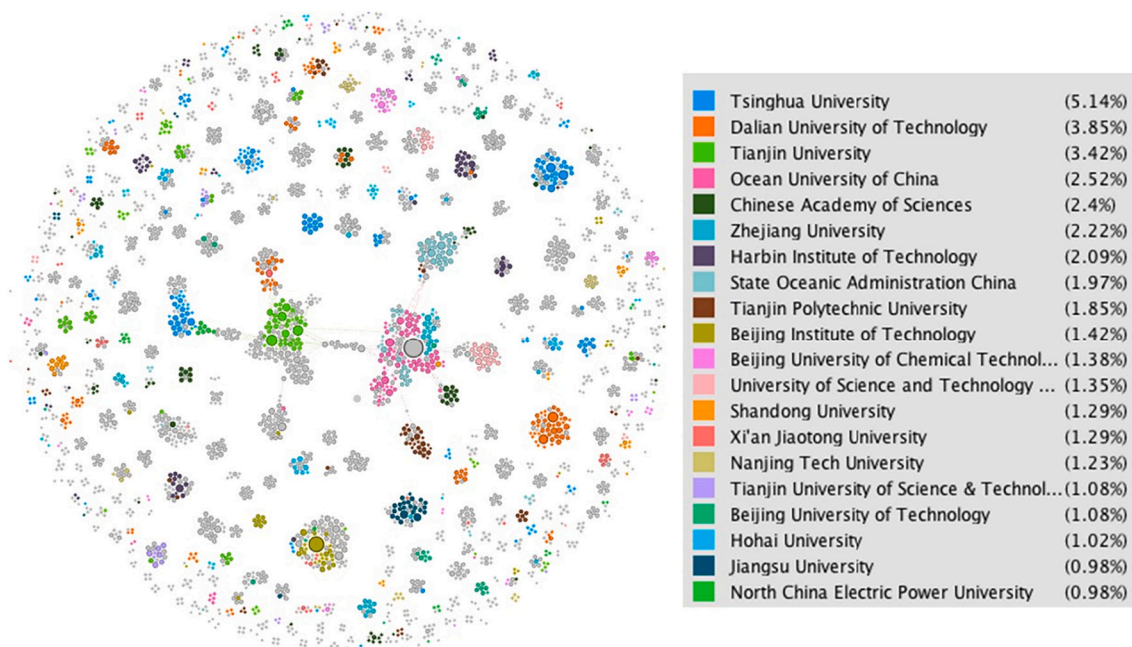 Tsinghua University (5.14%)
Dalian University of Technology (3.85%)
Tianjin University (3.42%)
Ocean University of China (2.52%)
Chinese Academy of Sciences (2.4%)
Zhejiang University (2.22%)
Harbin Institute of Technology (2.09%)
State Oceanic Administration China (1.97%)
Tianjin Polytechnic University (1.85%)
Beijing Institute of Technology (1.42%)
Beijing University of Chemical Technol... (1.38%)
University of Science and Technology ... (1.35%)
Shandong University (1.29%)
Xi'an Jiaotong University (1.29%)
Nanjing Tech University (1.23%)
Tianjin University of Science & Technol... (1.08%)
Beijing University of Technology (1.08%)
Hohai University (1.02%)
Jiangsu University (0.98%)
North China Electric Power University (0.98%)